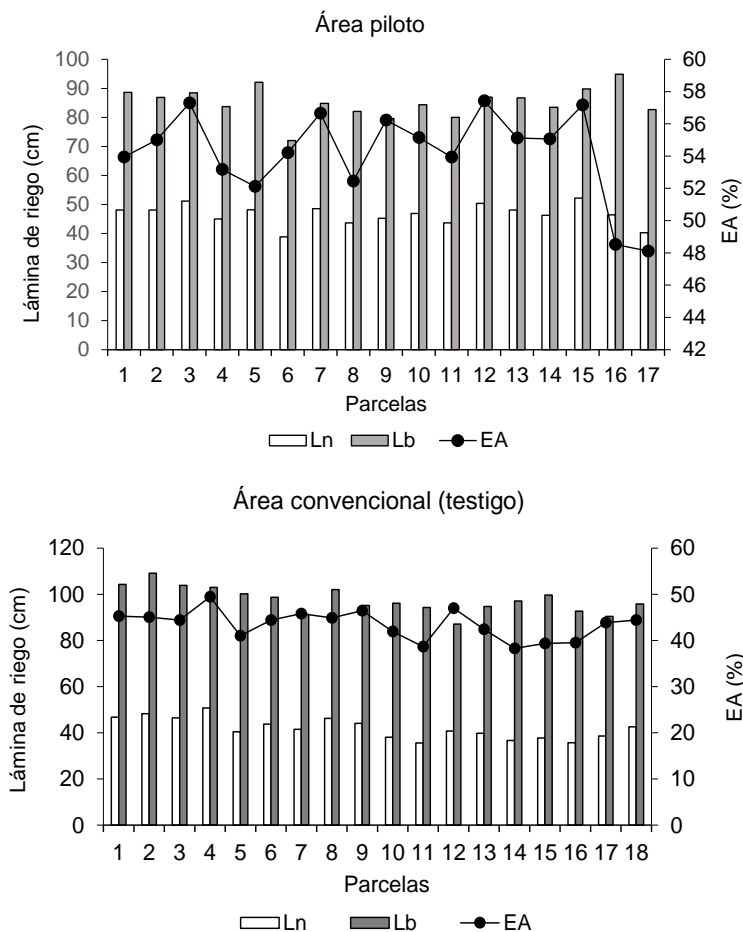 Área piloto
Lámina de riego (cm)
100
90
80
70
60
50
40
30
20
10
0
60
58
56
54
52
50
48
46
44
42
EA (%)
1 2 3 4 5 6 7 8 9 10 11 12 13 14 15 16 17
Parcelas
Ln Lb EA
Área convencional (testigo)
Lámina de riego (cm)
120
100
80
60
40
20
0
60
50
40
30
20
10
0
EA (%)
1 2 3 4 5 6 7 8 9 10 11 12 13 14 15 16 17 18
Parcelas
Ln Lb EA